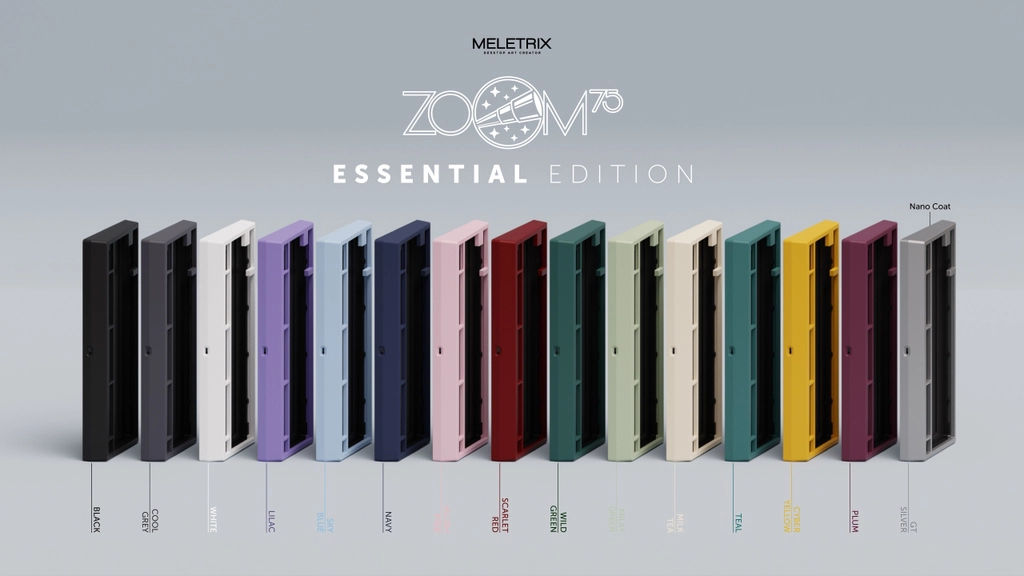 MELETRIX
DESKTOP ART CREATOR
ZOOM75
ESSENTIAL EDITION
Nano Coat
BLACK
COOL
GREY
WHITE
LILAC
SKY
BLUE
NAVY
SCARLET
RED
WILD
GREEN
MILK
TEA
TEAL
CYBER
YELLOW
PLUM
GT
SILVER